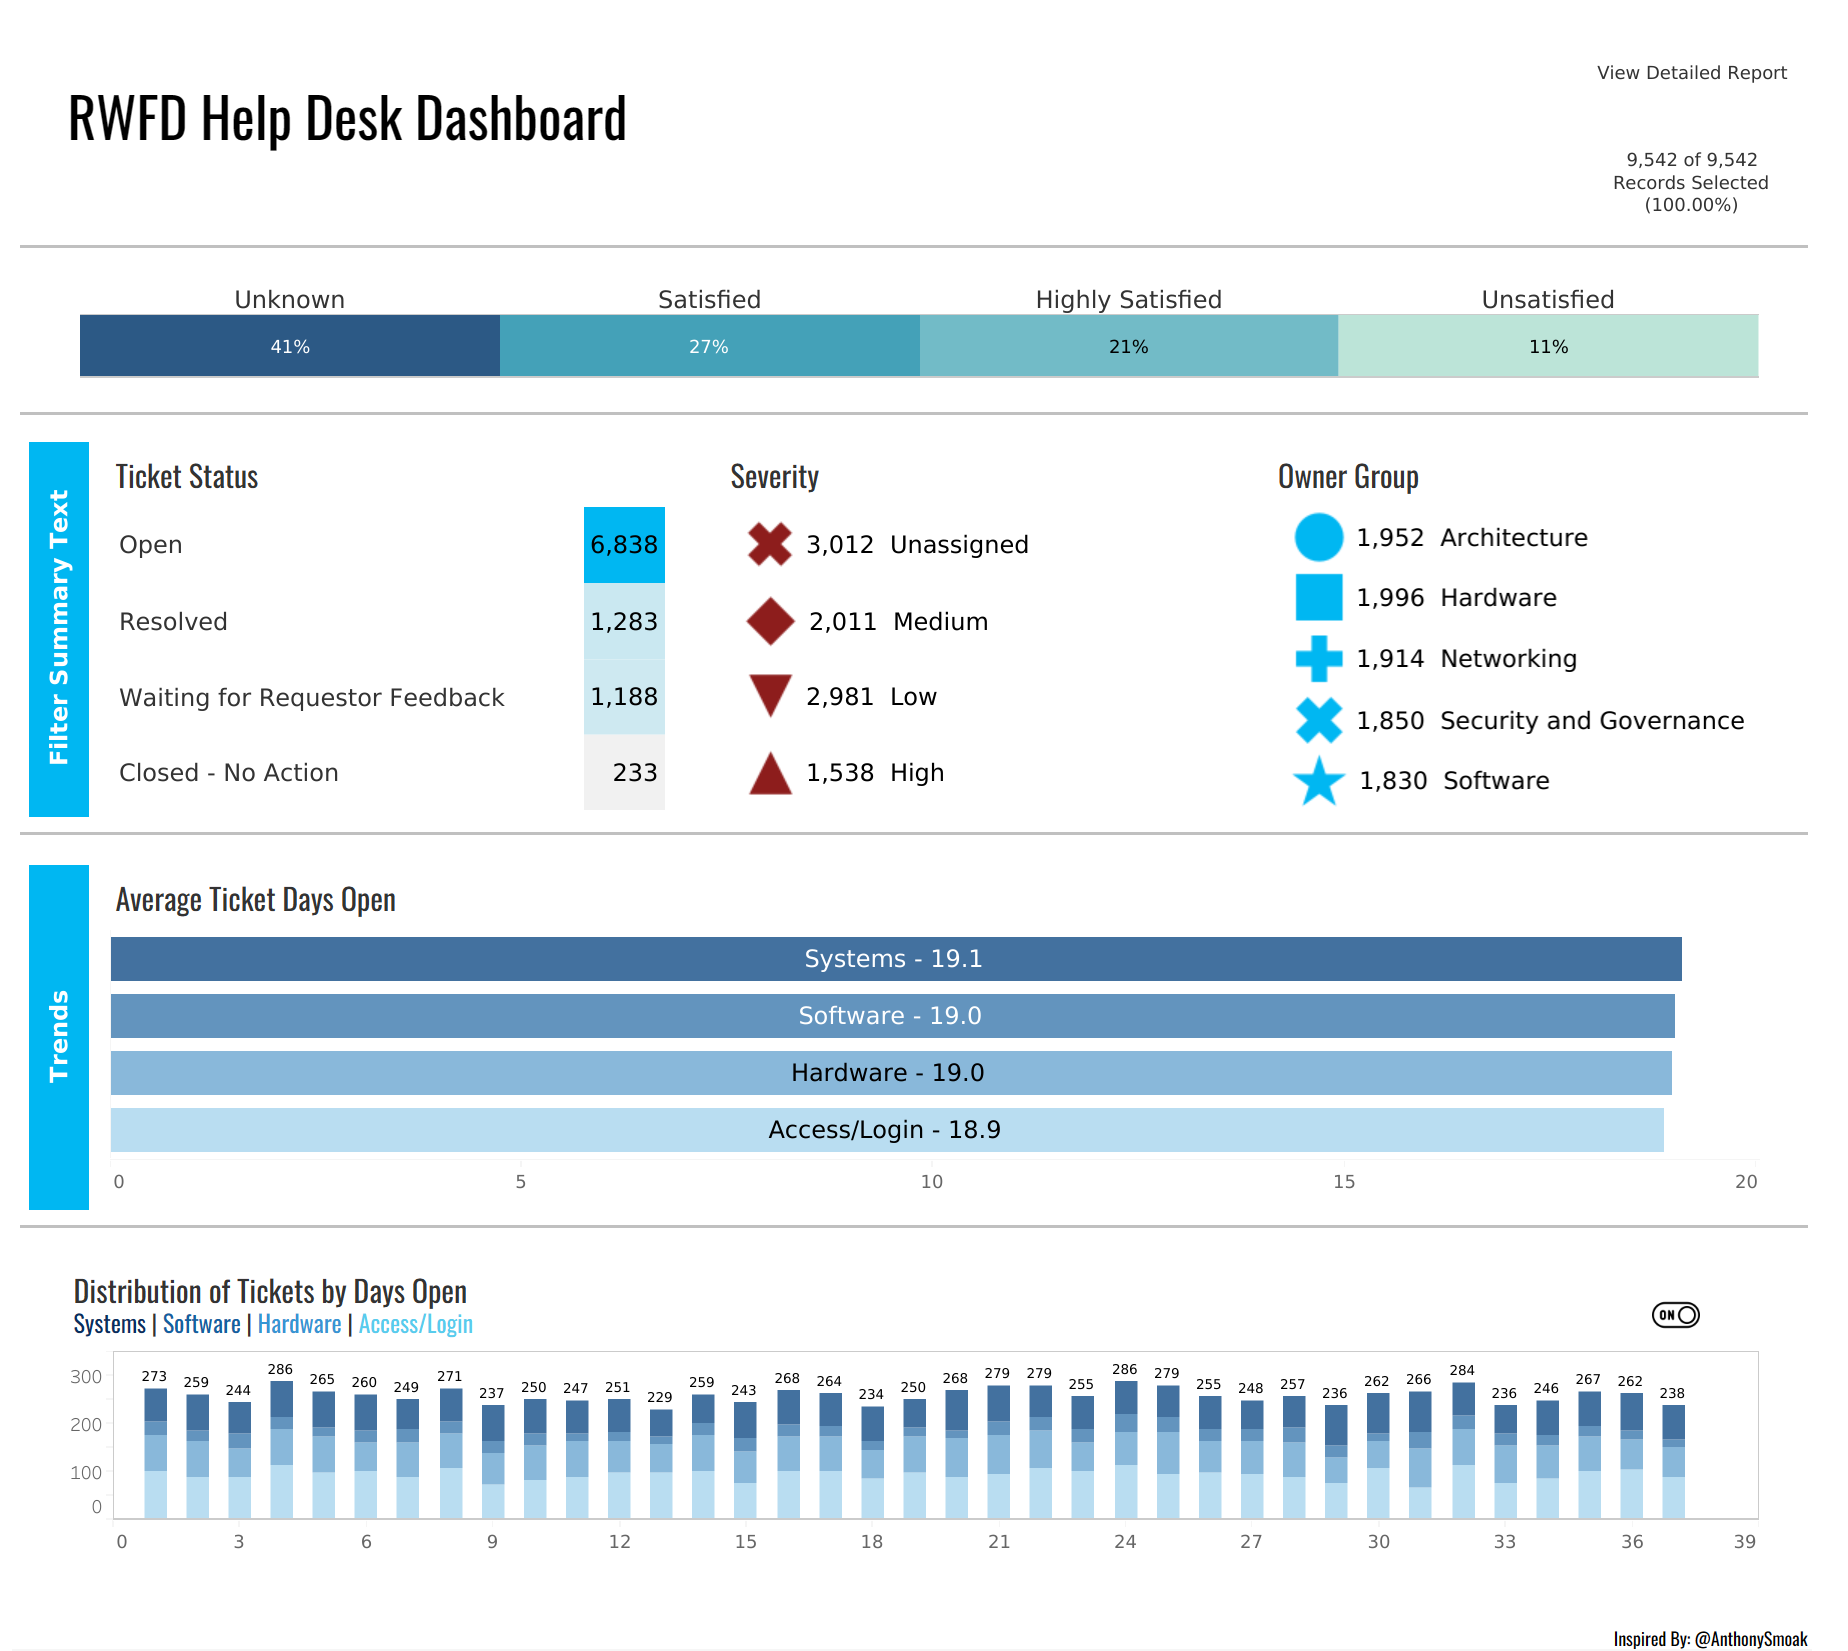 View Detailed Report
RWFD Help Desk Dashboard
9,542 of 9,542
Records Selected
(100.00%)
Unknown Satisfied Highly Satisfied Unsatisfied
41% 27% 21% 11%
Filter Summary Text
Ticket Status
Open 6,838
Resolved 1,283
Waiting for Requestor Feedback 1,188
Closed - No Action 233
Severity
3,012 Unassigned
2,011 Medium
2,981 Low
1,538 High
Owner Group
1,952 Architecture
1,996 Hardware
1,914 Networking
1,850 Security and Governance
1,830 Software
Trends
Average Ticket Days Open
Systems - 19.1
Software - 19.0
Hardware - 19.0
Access/Login - 18.9
0 5 10 15 20
Distribution of Tickets by Days Open
Systems | Software | Hardware | Access/Login
ON
300
200
100
0
273 259 244 286 265 260 249 271 237 250 247 251 229 259 243 268 264 234 250 268 279 279 255 286 279 255 248 257 236 262 266 284 236 246 267 262 238
0 3 6 9 12 15 18 21 24 27 30 33 36 39
Inspired By: @AnthonySmoak